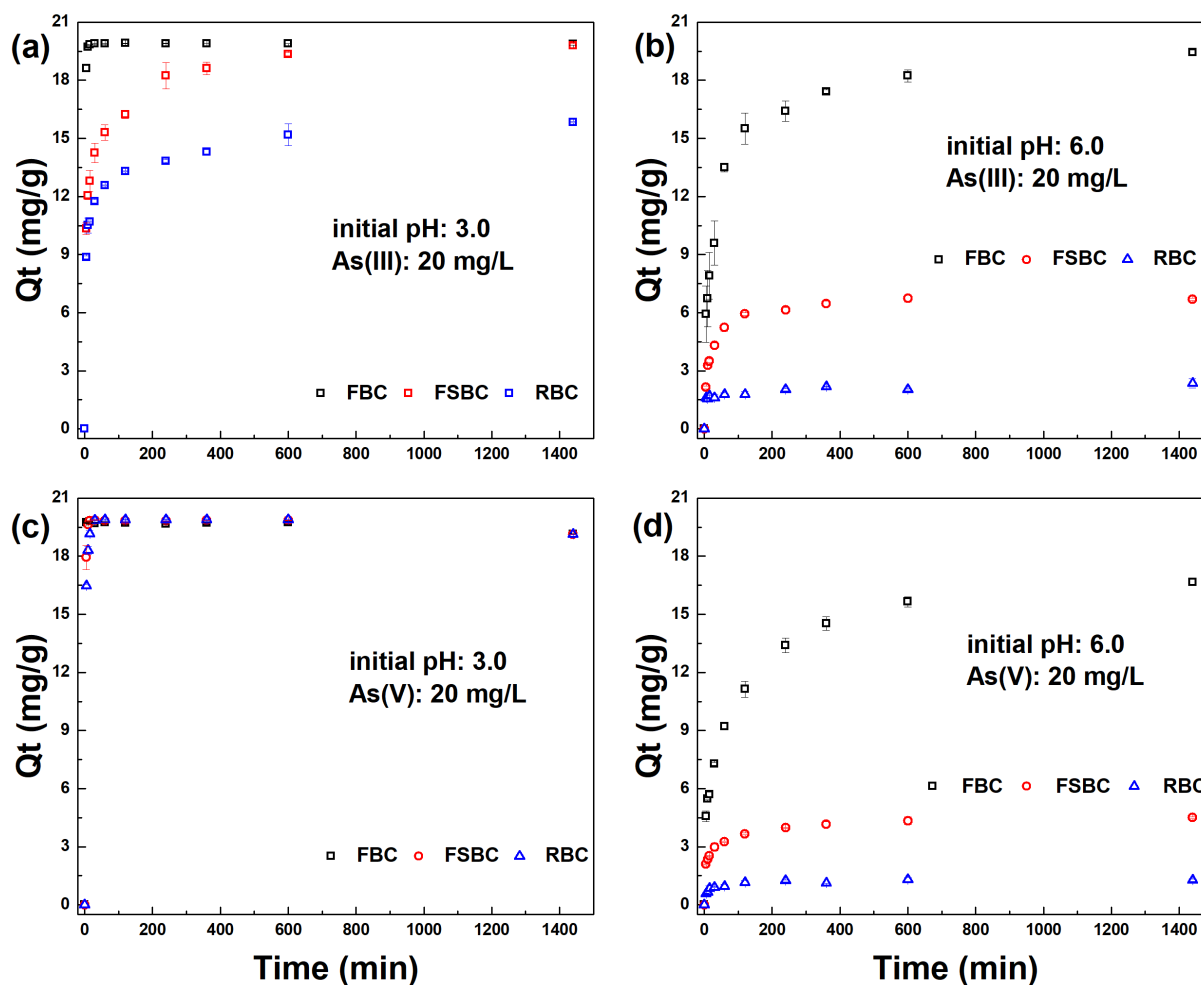 (a)
Qt (mg/g)
21
18
15
12
9
6
3
0
initial pH: 3.0
As(III): 20 mg/L
FBC FSBC RBC
0 200 400 600 800 1000 1200 1400
(b)
Qt (mg/g)
21
18
15
12
9
6
3
0
initial pH: 6.0
As(III): 20 mg/L
FBC FSBC RBC
0 200 400 600 800 1000 1200 1400
(c)
Qt (mg/g)
21
18
15
12
9
6
3
0
initial pH: 3.0
As(V): 20 mg/L
FBC FSBC RBC
0 200 400 600 800 1000 1200 1400
Time (min)
(d)
Qt (mg/g)
21
18
15
12
9
6
3
0
initial pH: 6.0
As(V): 20 mg/L
FBC FSBC RBC
0 200 400 600 800 1000 1200 1400
Time (min)